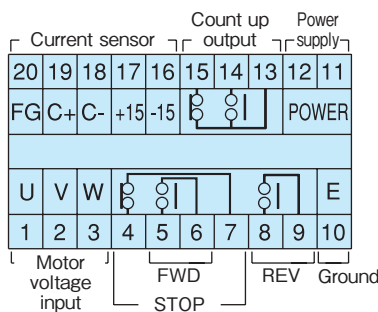 Count up Power
Current sensor output supply
20 19 18 17 16 15 14 13 12 11
FG C+ C- +15 -15 POWER
U V W E
1 2 3 4 5 6 7 8 9 10
Motor voltage input FWD REV Ground
STOP